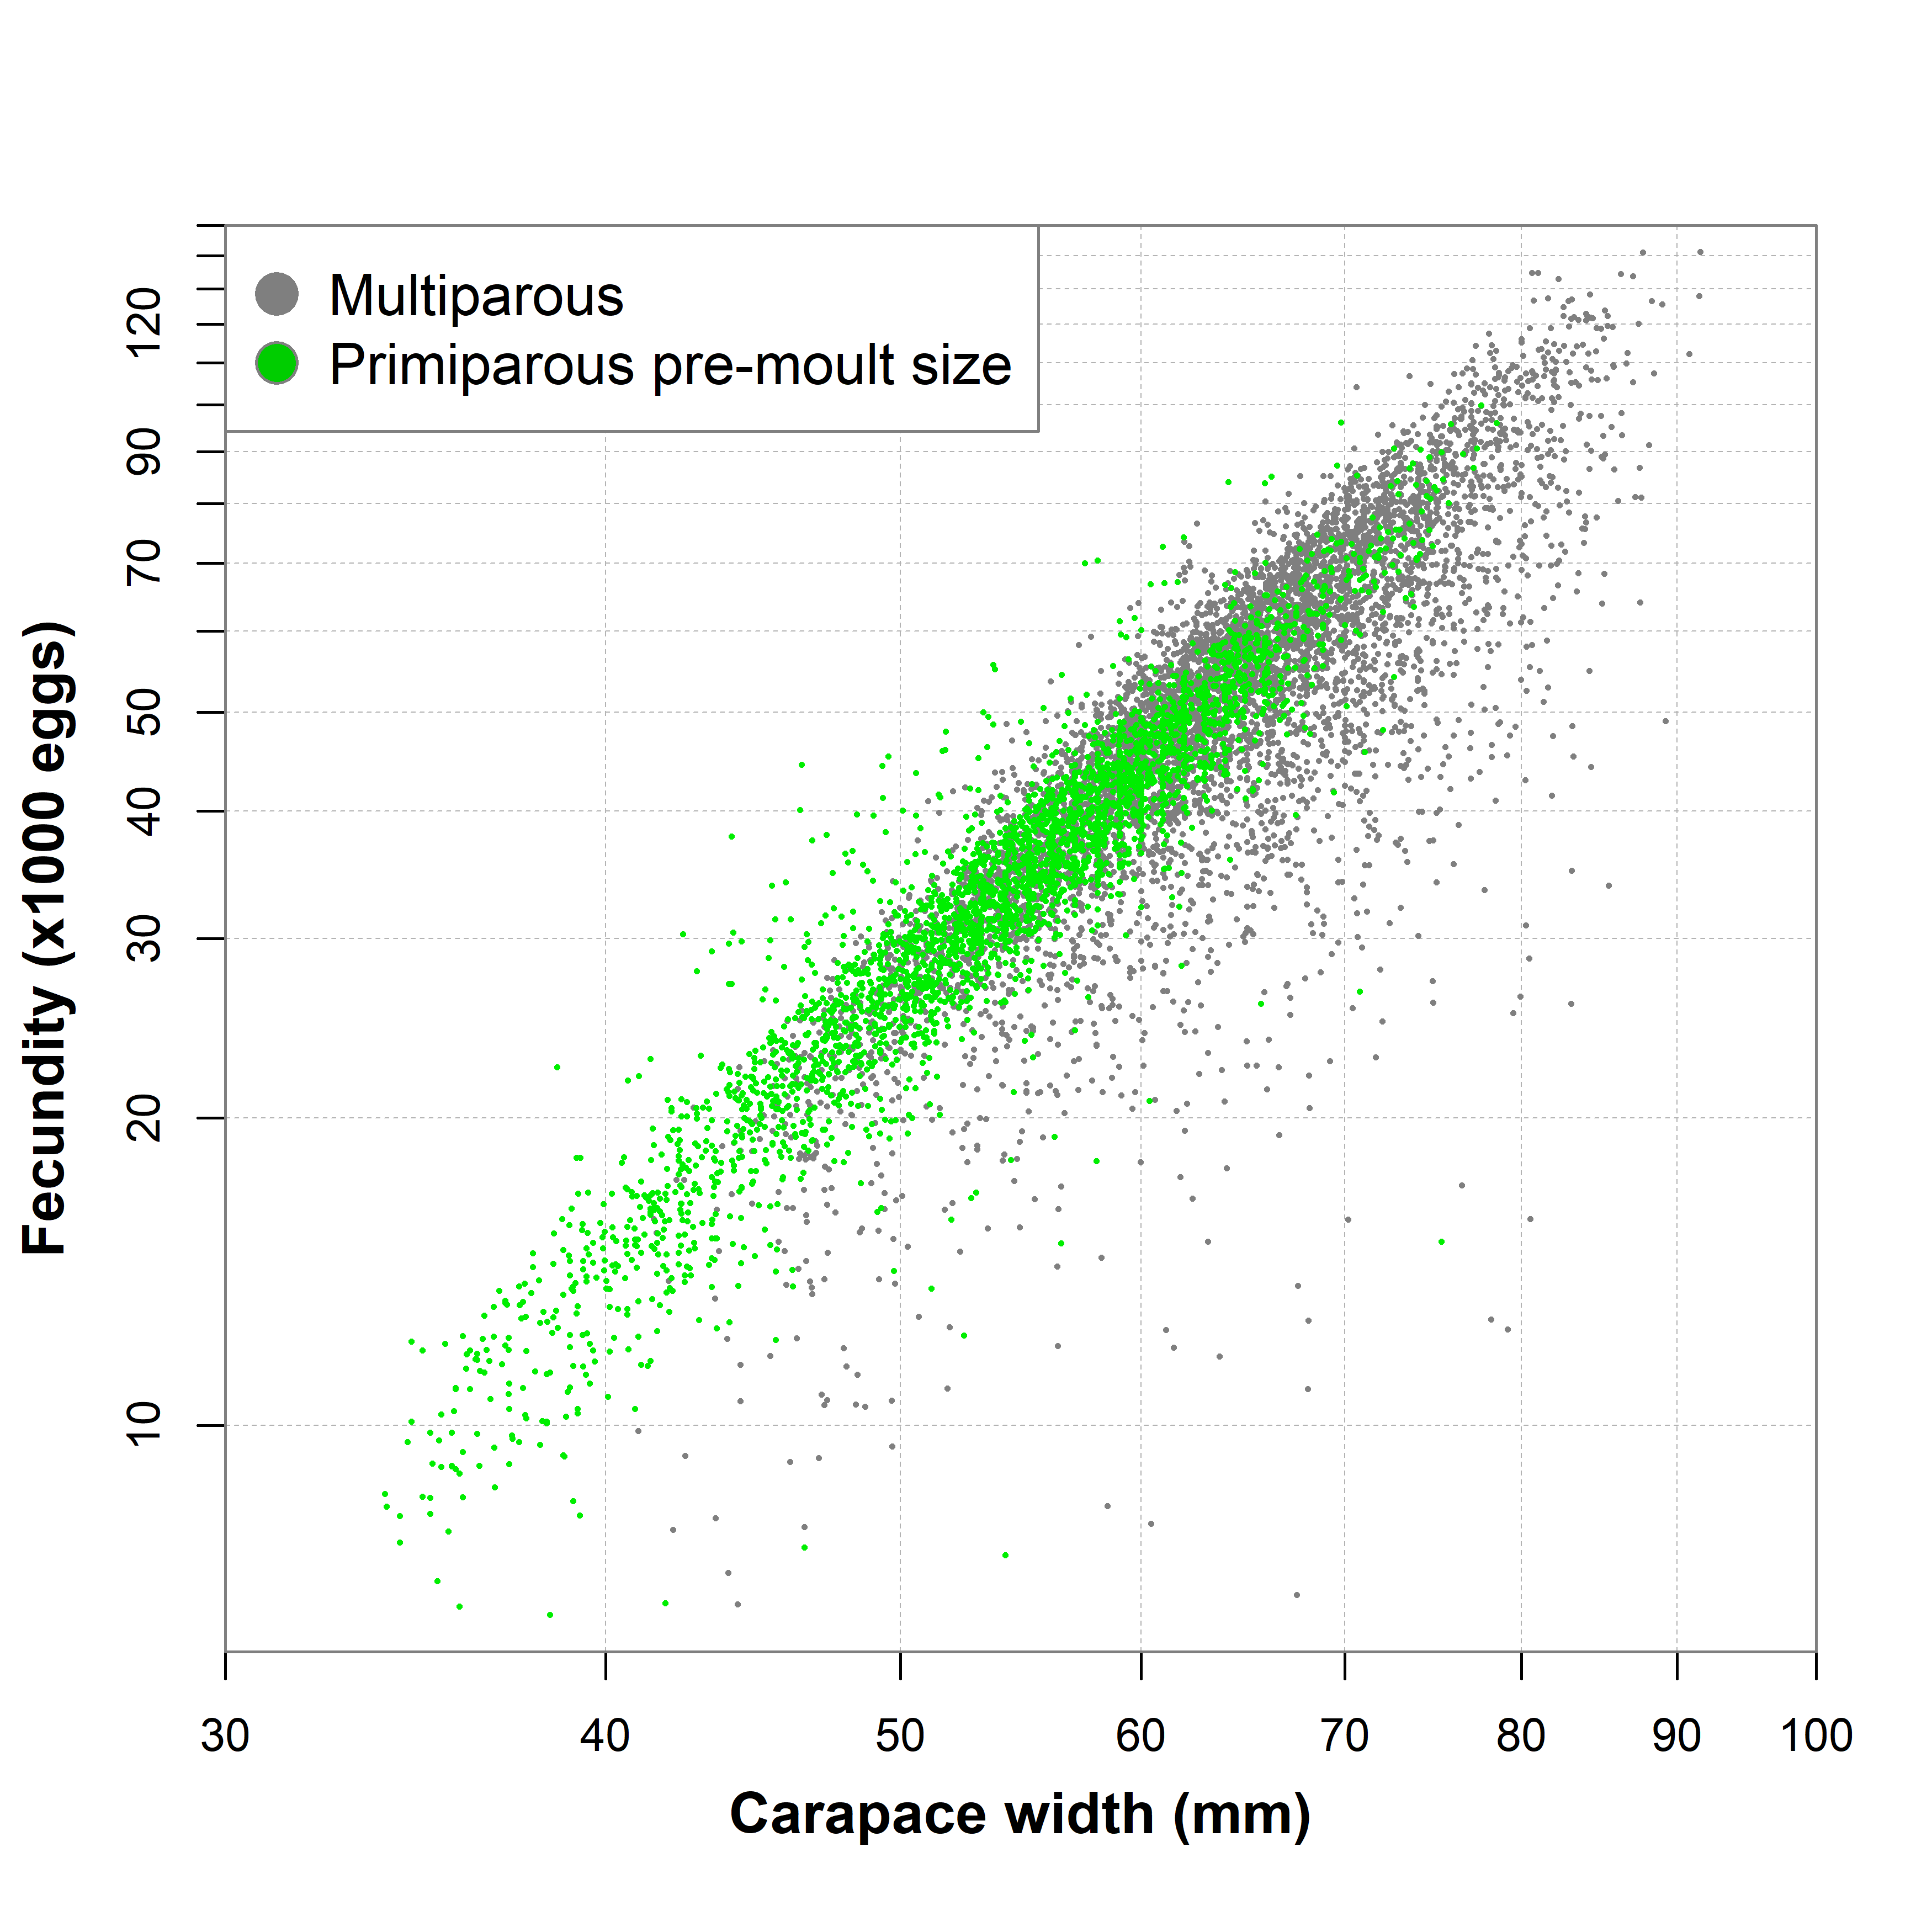 Multiparous
Primiparous pre-moult size
120
90
70
50
40
30
20
10
Fecundity (x1000 eggs)
30 40 50 60 70 80 90 100
Carapace width (mm)